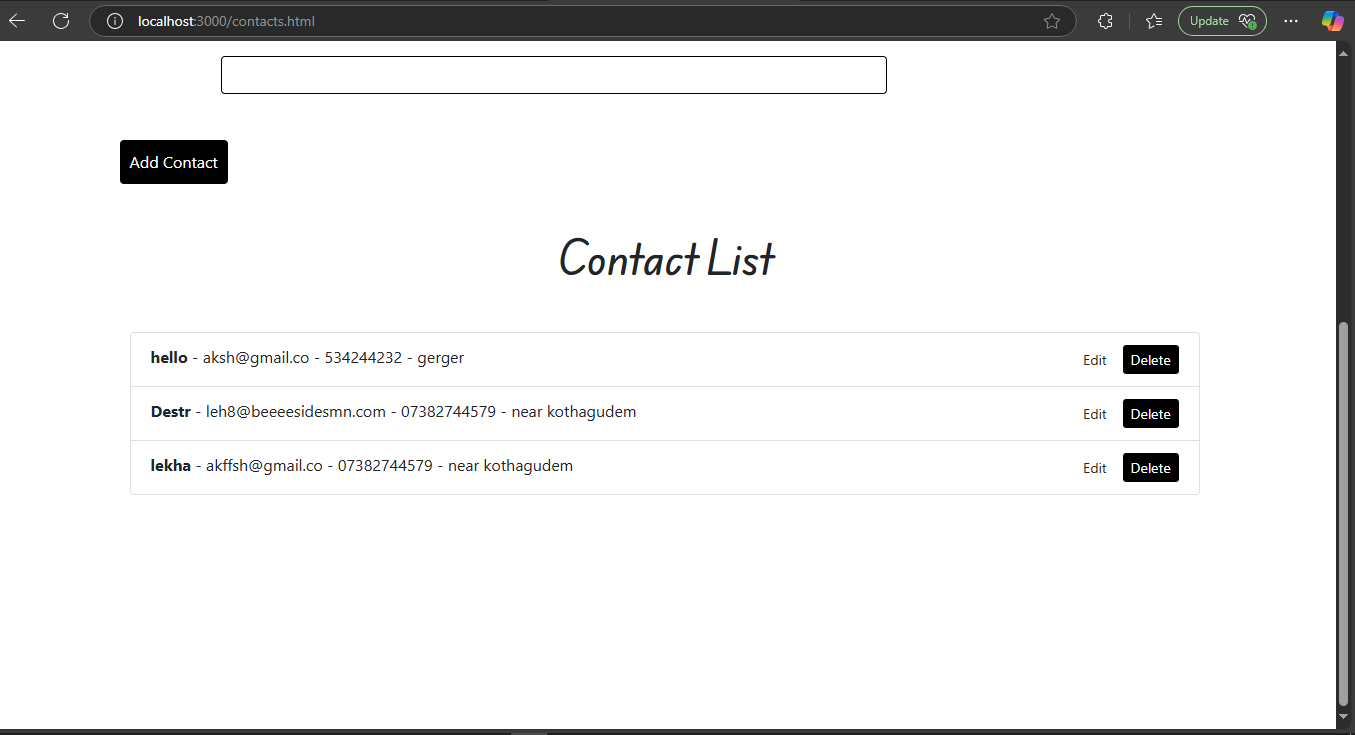 localhost:3000/contacts.html
Update
Add Contact
Contact List
hello - aksh@gmail.co - 534244232 - gerger Edit Delete
Destr - leh8@beeeesidesmn.com - 07382744579 - near kothagudem Edit Delete
lekha - akffsh@gmail.co - 07382744579 - near kothagudem Edit Delete